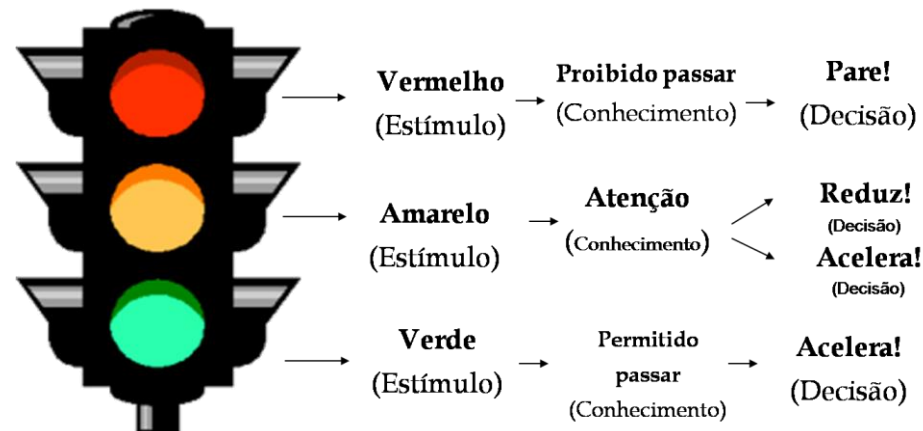 Vermelho
(Estímulo)
Proibido passar
(Conhecimento)
Pare!
(Decisão)
Amarelo
(Estímulo)
Atenção
(Conhecimento)
Reduz!
(Decisão)
Acelera!
(Decisão)
Verde
(Estímulo)
Permitido
passar
(Conhecimento)
Acelera!
(Decisão)